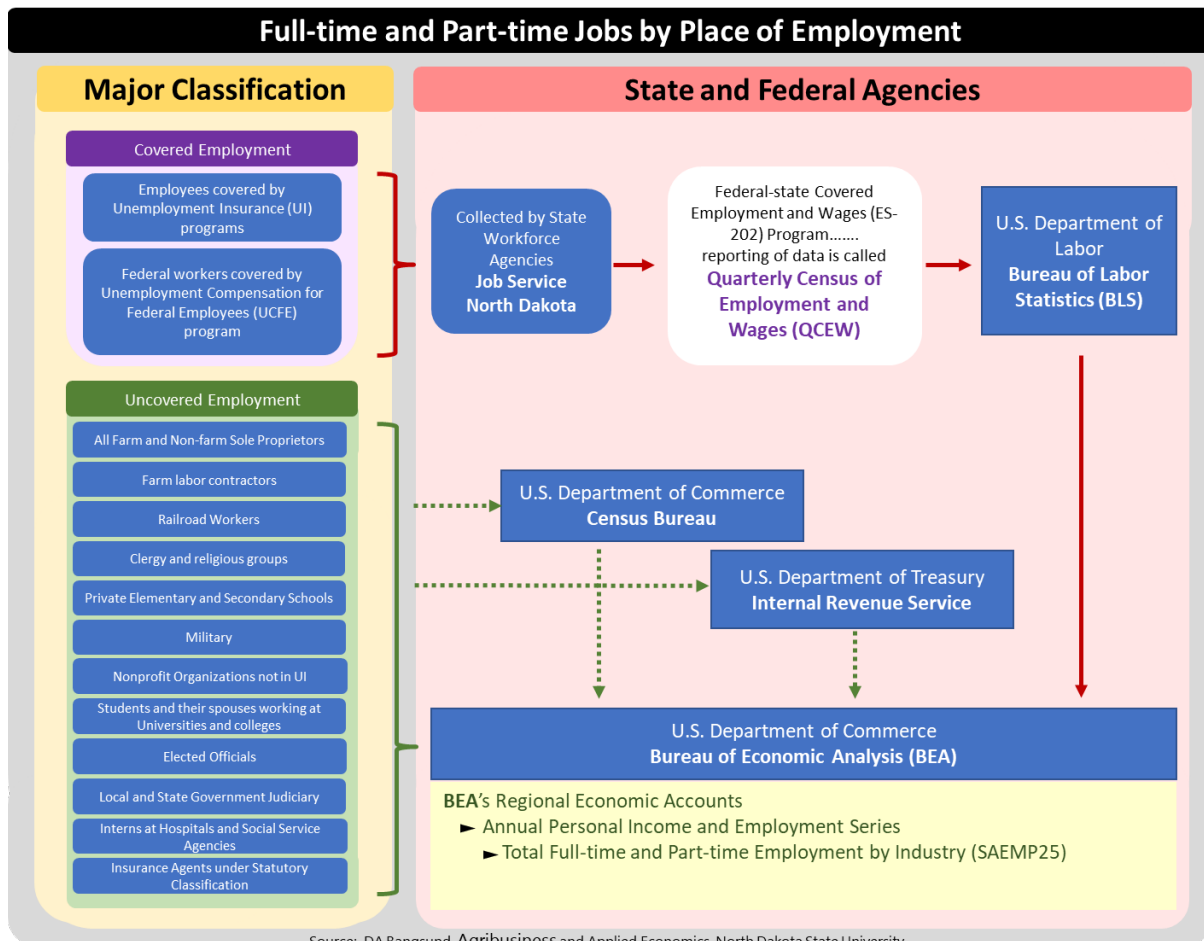 Full-time and Part-time Jobs by Place of Employment
Major Classification
State and Federal Agencies
Covered Employment
Employees covered by
Unemployment Insurance (UI)
programs
Federal workers covered by
Unemployment Compensation for
Federal Employees (UCFE)
program
Collected by State
Workforce
Agencies
Job Service
North Dakota
Federal-state Covered
Employment and Wages (ES-
202) Program.......
reporting of data is called
Quarterly Census of
Employment and
Wages (QCEW)
U.S. Department of
Labor
Bureau of Labor
Statistics (BLS)
Uncovered Employment
All Farm and Non-farm Sole Proprietors
Farm labor contractors
Railroad Workers
Clergy and religious groups
Private Elementary and Secondary Schools
Military
Nonprofit Organizations not in UI
Students and their spouses working at
Universities and colleges
Elected Officials
Local and State Government Judiciary
Interns at Hospitals and Social Service
Agencies
Insurance Agents under Statutory
Classification
U.S. Department of Commerce
Census Bureau
U.S. Department of Treasury
Internal Revenue Service
U.S. Department of Commerce
Bureau of Economic Analysis (BEA)
BEA's Regional Economic Accounts
► Annual Personal Income and Employment Series
► Total Full-time and Part-time Employment by Industry (SAEMP25)
Source: DA Bangsund, Agribusiness and Applied Economics, North Dakota State University